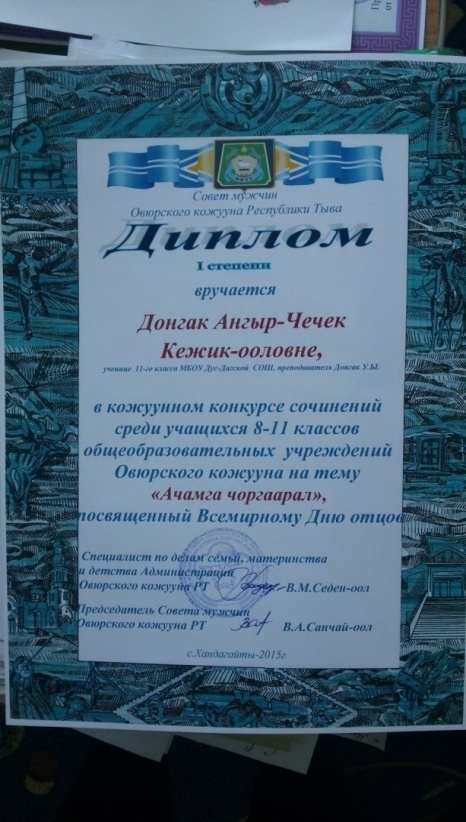 Совет мужчин
Овюрского кожууна Республики Тыва
Диплом
I степени
вручается
Донгак Ангыр-Чечек
Кежик-ооловне,
ученице 11-го класса МБОУ Дус-Дагской СОШ, преподаватель Донгак У.Ы.
в кожуунном конкурсе сочинений
среди учащихся 8-11 классов
общеобразовательных учреждений
Овюрского кожууна на тему
«Ачамга чоргаарал»,
посвященный Всемирному Дню отцов
Специалист по делам семьи, материнства
и детства Администрации
Овюрского кожууна РТ В.М.Седен-оол
Председатель Совета мужчин
Овюрского кожууна РТ В.А.Санчай-оол
с.Хандагайты-2015г